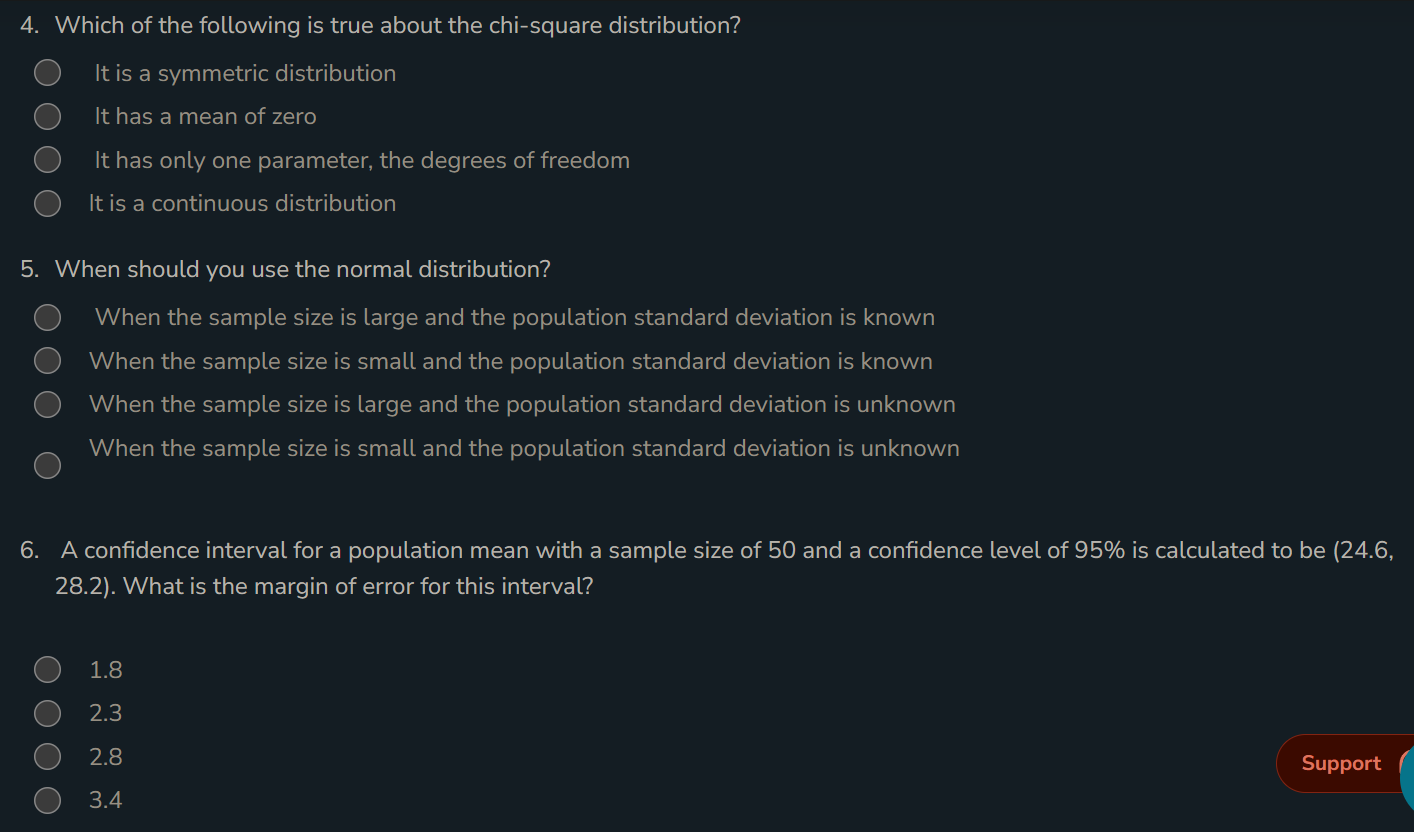 4. Which of the following is true about the chi-square distribution?
It is a symmetric distribution
It has a mean of zero
It has only one parameter, the degrees of freedom
It is a continuous distribution
5. When should you use the normal distribution?
When the sample size is large and the population standard deviation is known
When the sample size is small and the population standard deviation is known
When the sample size is large and the population standard deviation is unknown
When the sample size is small and the population standard deviation is unknown
6. A confidence interval for a population mean with a sample size of 50 and a confidence level of 95% is calculated to be (24.6,
28.2). What is the margin of error for this interval?
1.8
2.3
2.8
3.4
Support